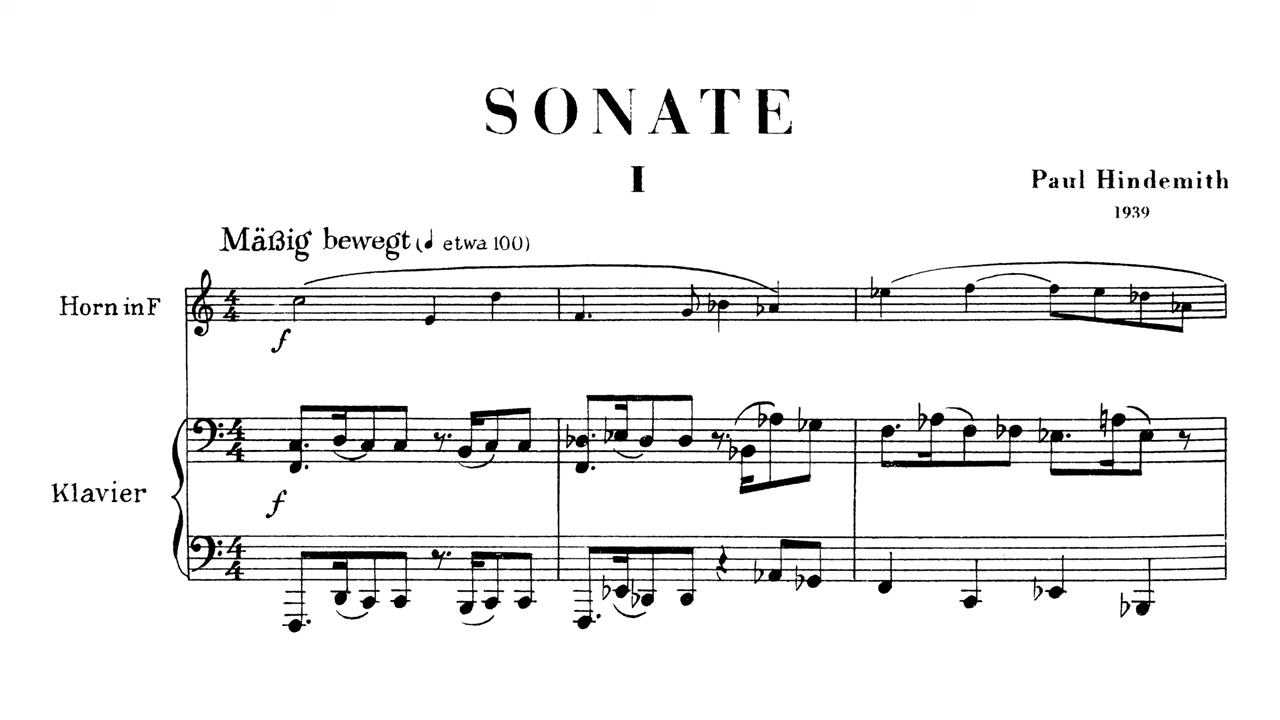 SONATE
I
Paul Hindemith
1939
Mäßig bewegt (♩ etwa 100)
Horn in F
f
Klavier
f